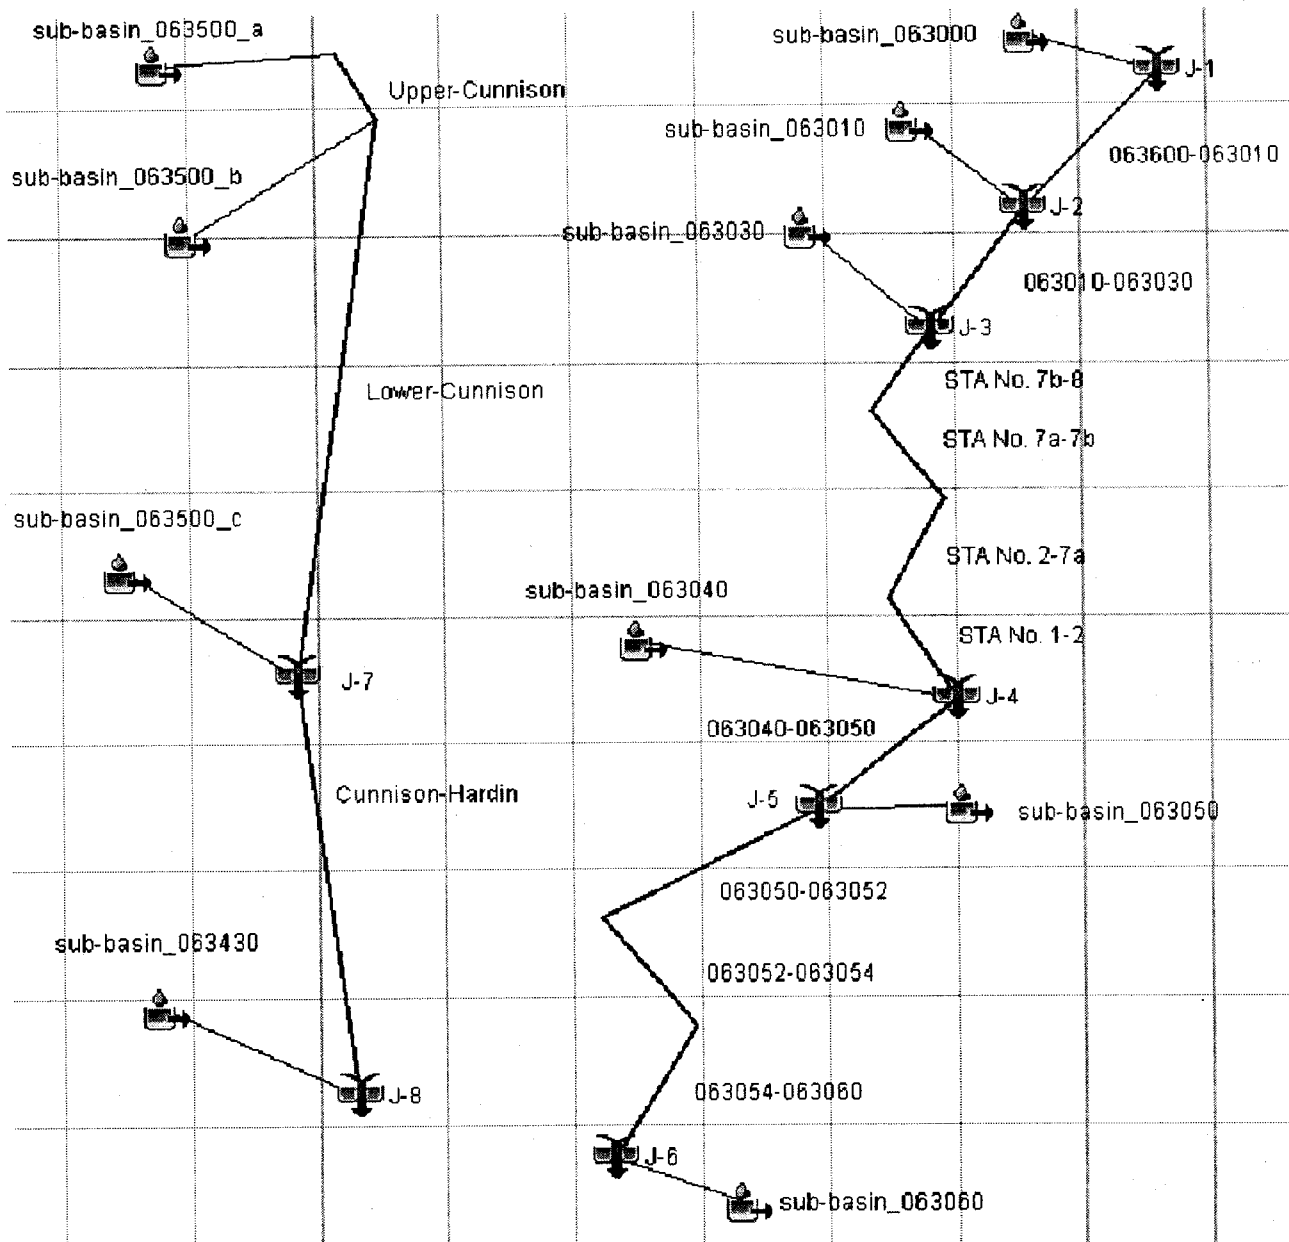 sub-basin_063500_a
Upper-Cunnison
sub-basin_063500_b
Lower-Cunnison
sub-basin_063500_c
J-7
Cunnison-Hardin
sub-basin_063430
J-8
sub-basin_063000
J-1
sub-basin_063010
063600-063010
J-2
sub-basin_063030
063010-063030
J-3
STA No. 7b-8
STA No. 7a-7b
STA No. 2-7a
sub-basin_063040
STA No. 1-2
J-4
063040-063050
J-5
sub-basin_063050
063050-063052
063052-063054
063054-063060
J-6
sub-basin_063060